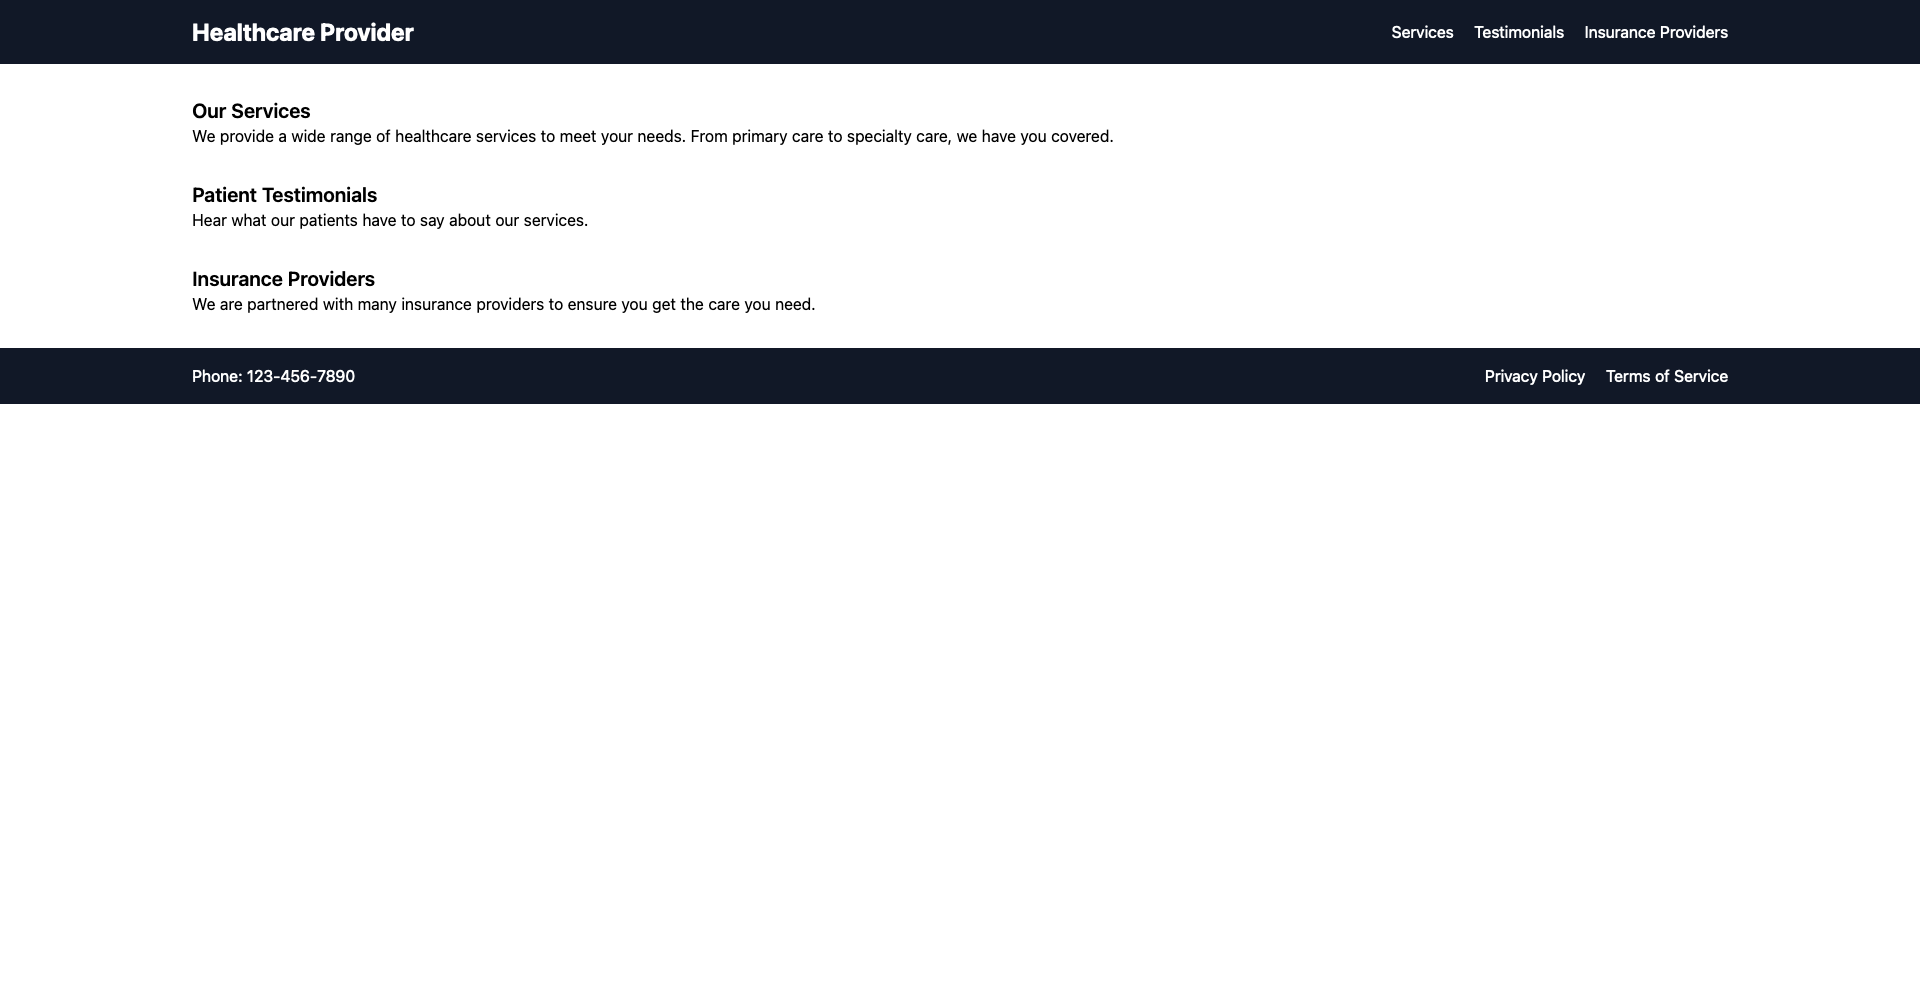 Healthcare Provider
Services Testimonials Insurance Providers
Our Services
We provide a wide range of healthcare services to meet your needs. From primary care to specialty care, we have you covered.
Patient Testimonials
Hear what our patients have to say about our services.
Insurance Providers
We are partnered with many insurance providers to ensure you get the care you need.
Phone: 123-456-7890
Privacy Policy Terms of Service